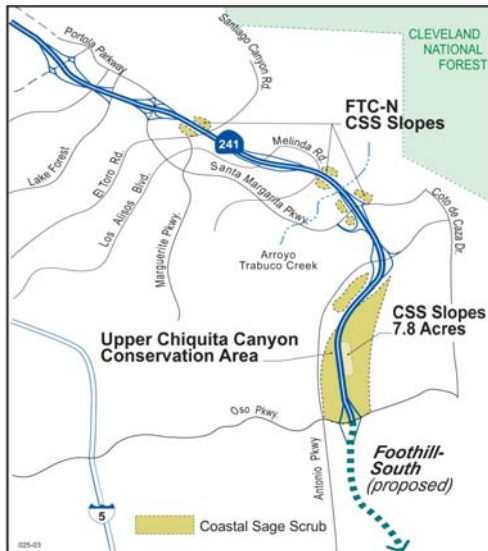 CLEVELAND
NATIONAL
FOREST
Portola Parkway
Santiago Canyon
Rd.
FTC-N
CSS Slopes
241
Melinda Rd.
Lake Forest
El Toro Rd.
Los Alisos Blvd.
Santa Margarita Pkwy.
Marguerite Pkwy.
Coto de Caza Dr.
Arroyo
Trabuco Creek
CSS Slopes
7.8 Acres
Upper Chiquita Canyon
Conservation Area
Oso Pkwy.
Antonio Pkwy
Foothill-
South
(proposed)
5
Coastal Sage Scrub
025-03